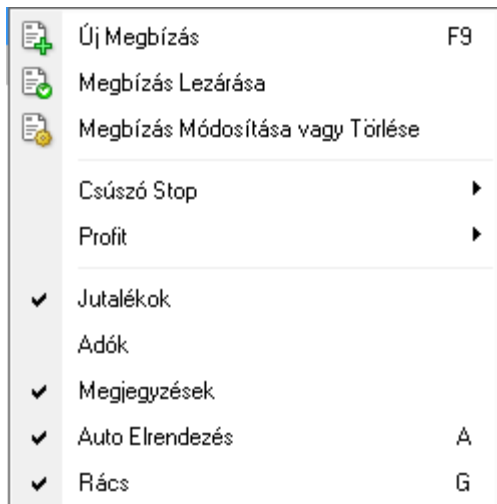 Új Megbízás F9
Megbízás Lezárása
Megbízás Módosítása vagy Törlése
Csúszó Stop
Profit
Jutalékok
Adók
Megjegyzések
Auto Elrendezés A
Rács G